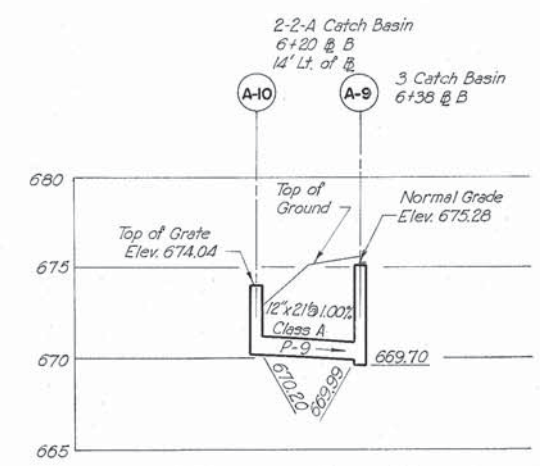 2-2-A Catch Basin
6+20 ⅊ B
14' Lt. of ⅊
A-10
A-9
3 Catch Basin
6+38 ⅊ B
680
Top of
Ground
Normal Grade
Elev. 675.28
Top of Grate
Elev. 674.04
675
12"x21'@1.00%
Class A
P-9
670
669.70
670.20
669.99
665